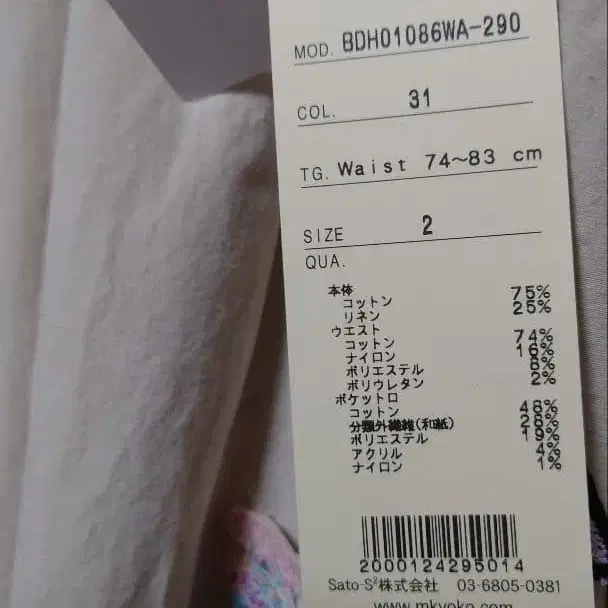 MOD. BDH01086WA-290
COL. 31
TG. Waist 74~83 cm
SIZE 2
QUA.
本体
コットン 75%
リネン 25%
ウエスト
コットン 74%
ナイロン 16%
ポリエステル 8%
ポリウレタン 2%
ポケット口
コットン 48%
分類外繊維(和紙) 28%
ポリエステル 19%
アクリル 4%
ナイロン 1%
2000124295014
Sato-S²株式会社 03-6805-0381
www.mkyoko.com